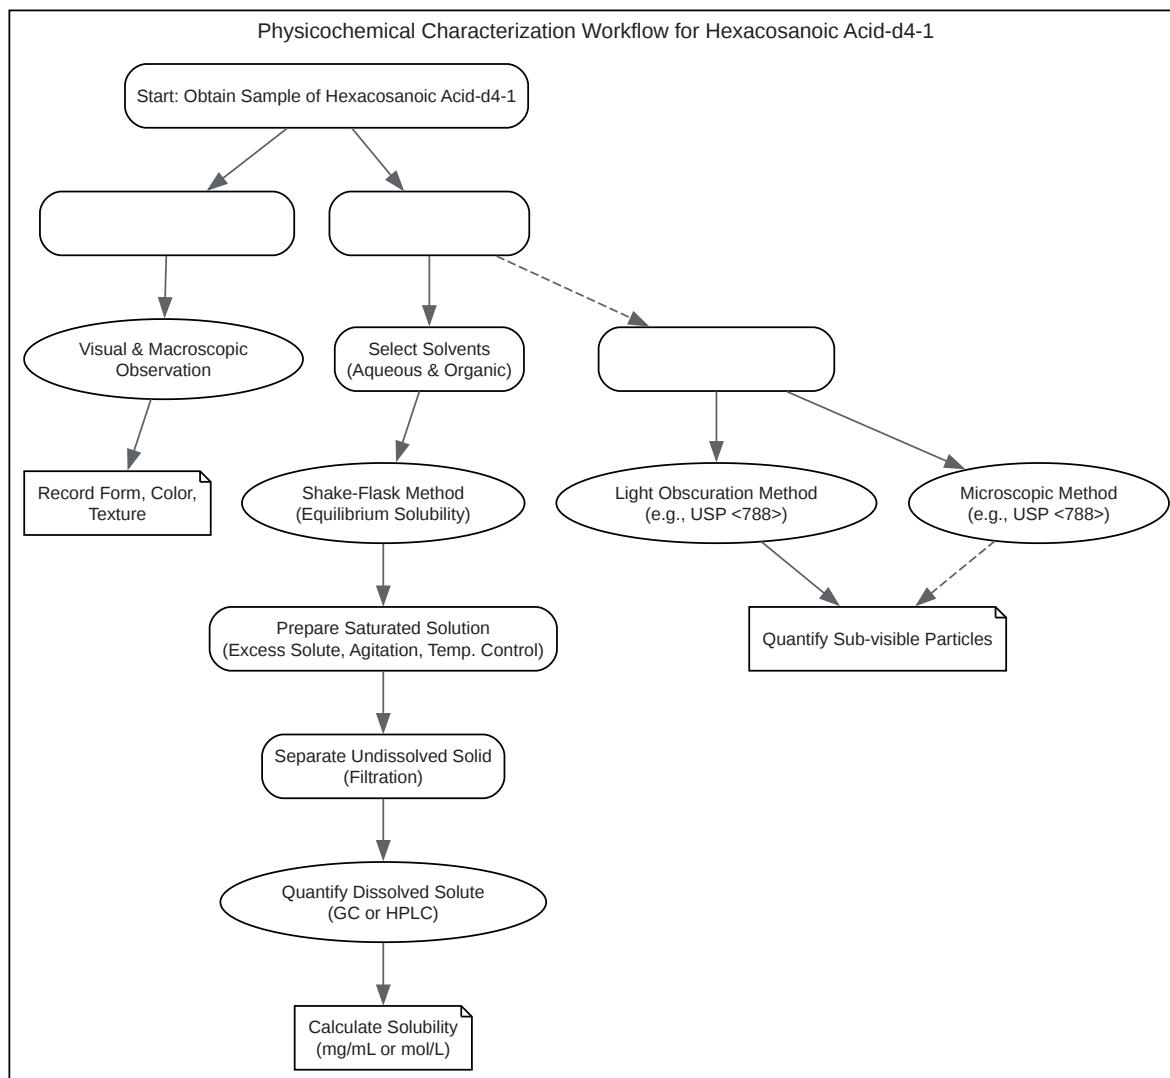 Physicochemical Characterization Workflow for Hexacosanoic Acid-d4-1
Start: Obtain Sample of Hexacosanoic Acid-d4-1
Visual & Macroscopic
Observation
Select Solvents
(Aqueous & Organic)
Record Form, Color,
Texture
Shake-Flask Method
(Equilibrium Solubility)
Light Obscuration Method
(e.g., USP <788>)
Microscopic Method
(e.g., USP <788>)
Prepare Saturated Solution
(Excess Solute, Agitation, Temp. Control)
Quantify Sub-visible Particles
Separate Undissolved Solid
(Filtration)
Quantify Dissolved Solute
(GC or HPLC)
Calculate Solubility
(mg/mL or mol/L)